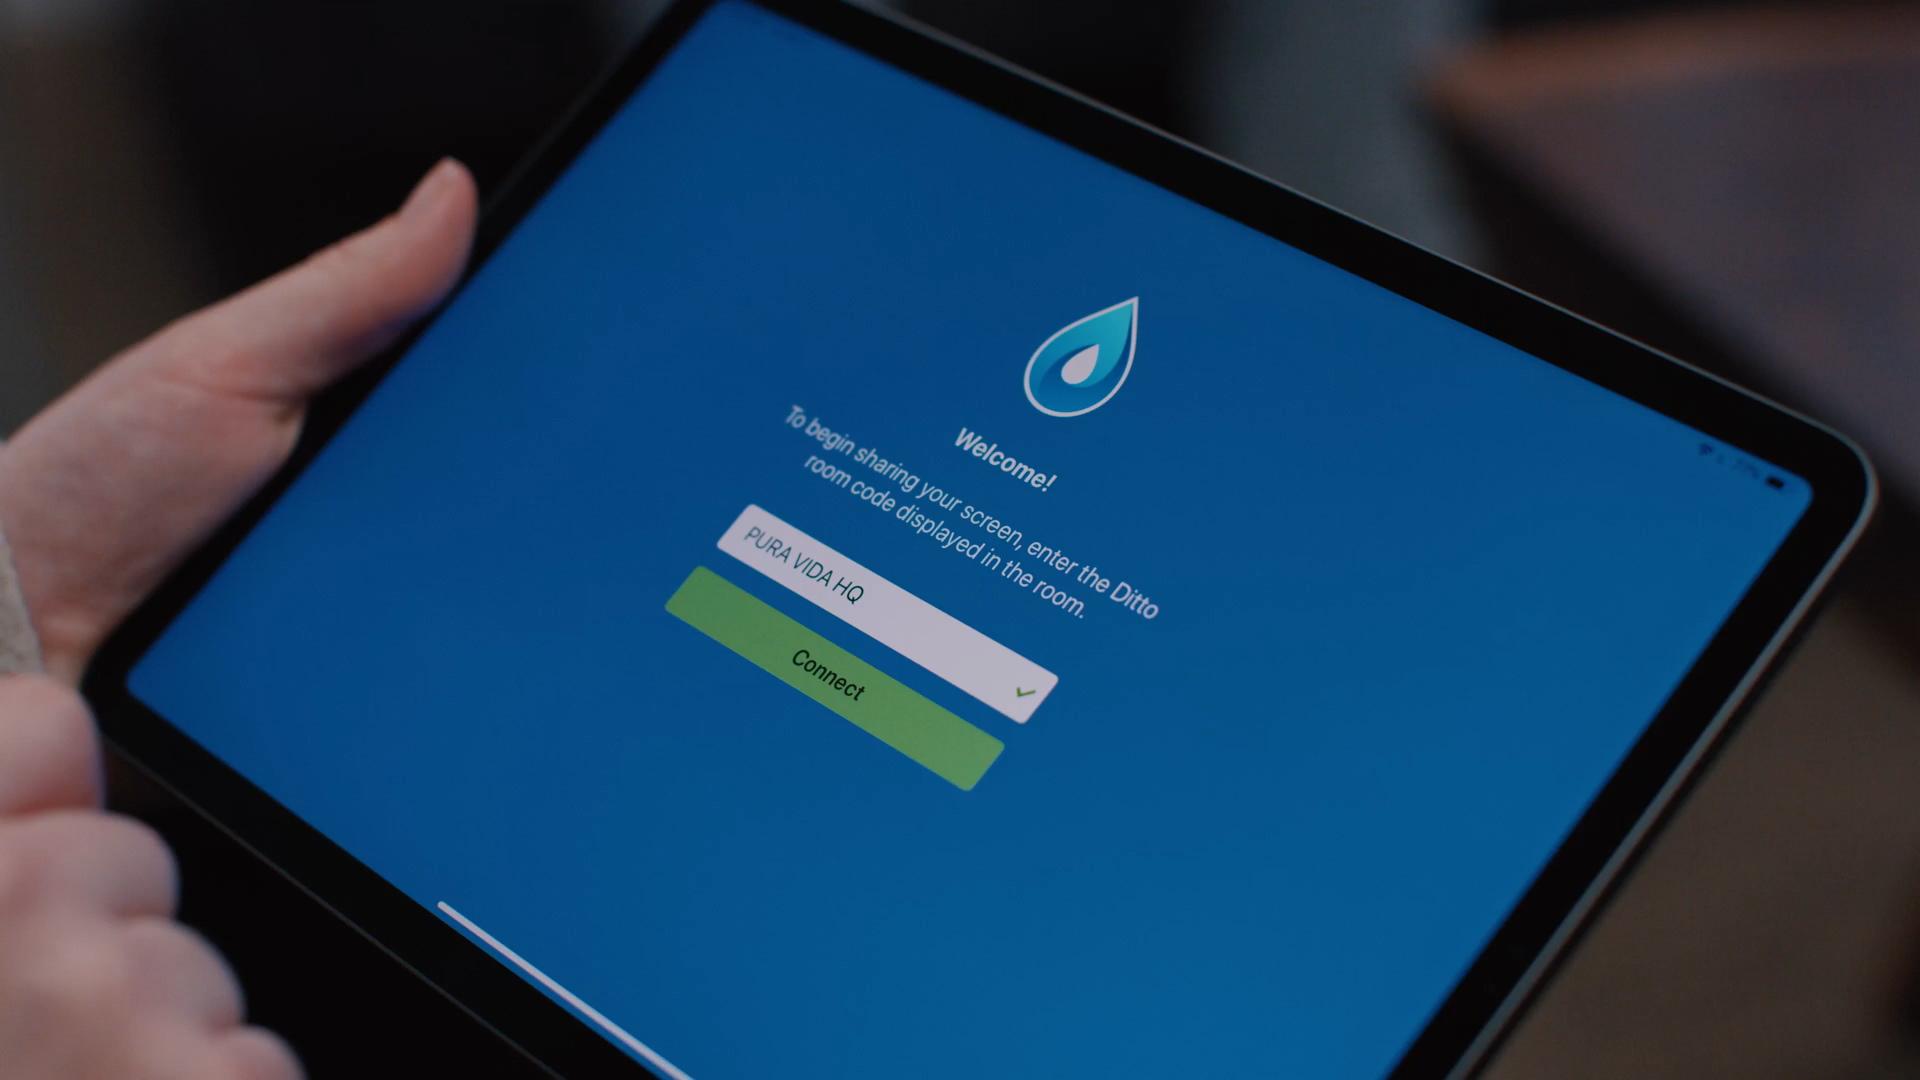 Welcome!
To begin sharing your screen, enter the Ditto
room code displayed in the room.
PURA VIDA HQ
Connect